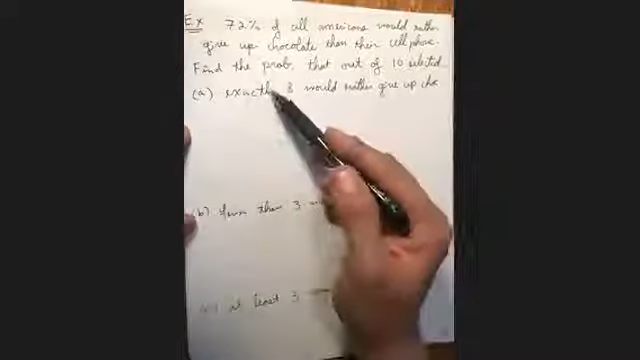 Ex 72% of all americans would rather
give up chocolate than their cell phone.
Find the prob. that out of 10 selected
(a) exactly 3 would rather give up cho
(b) fewer than 3
(c) at least 3